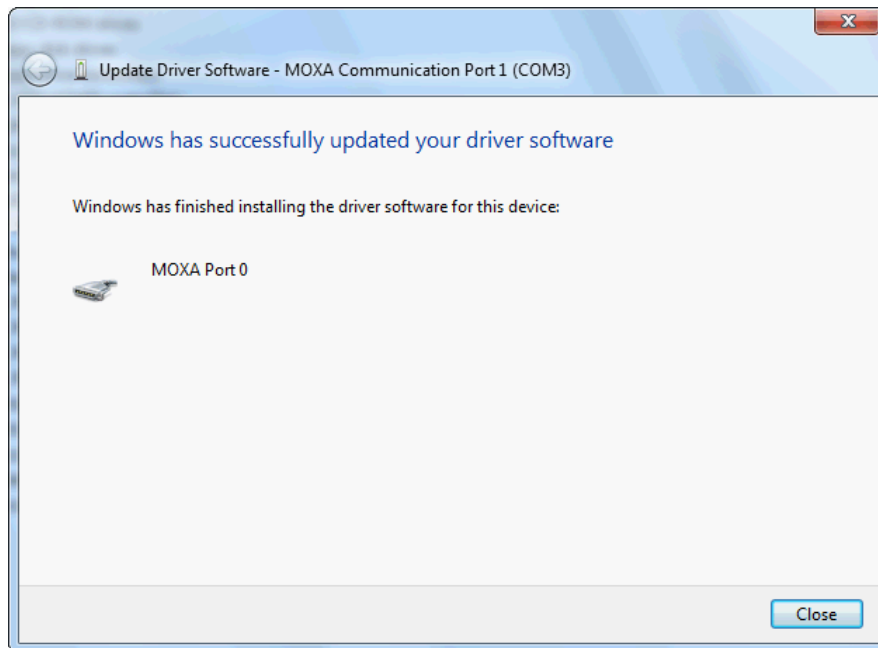 Update Driver Software - MOXA Communication Port 1 (COM3)
Windows has successfully updated your driver software
Windows has finished installing the driver software for this device:
MOXA Port 0
Close